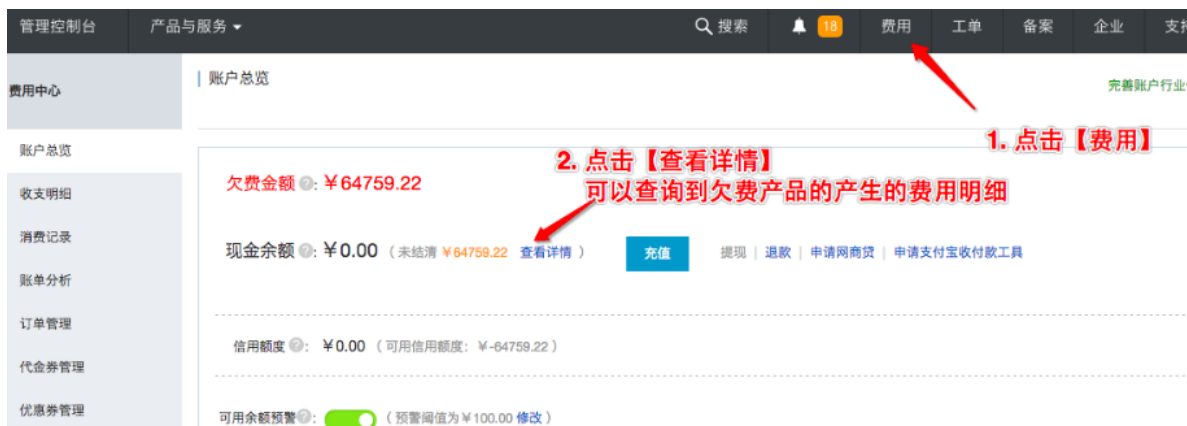 管理控制台 产品与服务 搜索 18 费用 工单 备案 企业 支持
费用中心
账户总览
完善账户行业
1. 点击【费用】
账户总览
收支明细
消费记录
账单分析
订单管理
代金券管理
优惠券管理
2. 点击【查看详情】
可以查询到欠费产品的产生的费用明细
欠费金额 ?: ¥64759.22
现金余额 ?: ¥0.00 ( 未结清 ¥64759.22 查看详情 ) 充值 提现 | 退款 | 申请网商贷 | 申请支付宝收付款工具
信用额度 ?: ¥0.00 ( 可用信用额度: ¥-64759.22 )
可用余额预警 ?: ( 预警阈值为¥100.00 修改 )